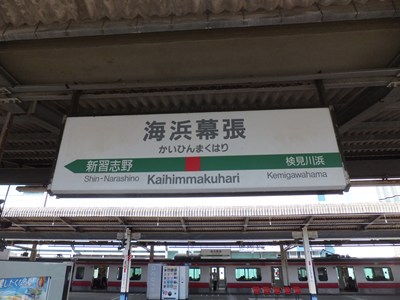 海浜幕張
かいひんまくはり
新習志野
検見川浜
Shin-Narashino
Kaihimmakuhari
Kemigawahama